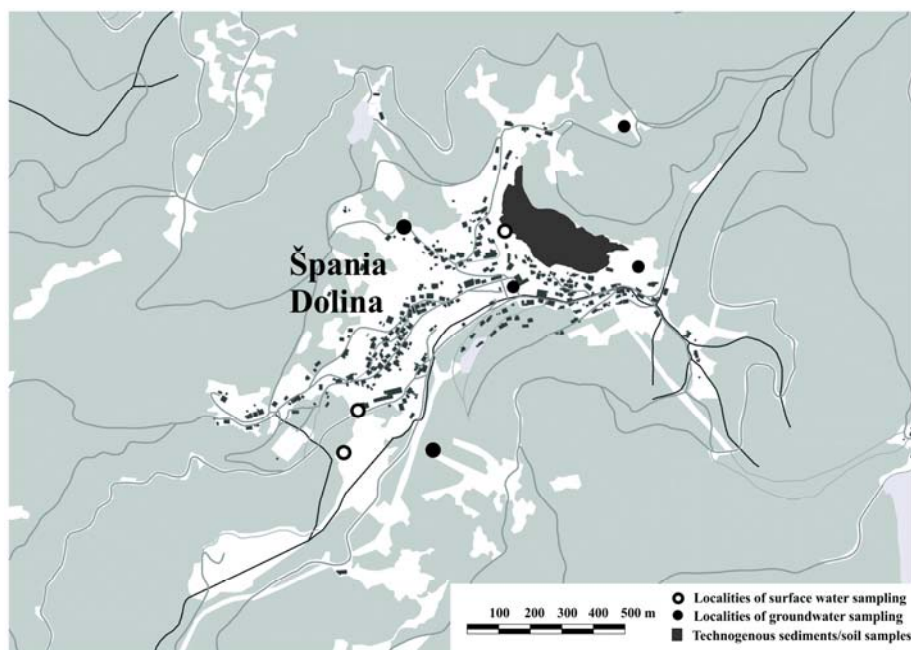 Špania
Dolina
100 200 300 400 500 m
Localities of surface water sampling
Localities of groundwater sampling
Technogenous sediments/soil samples